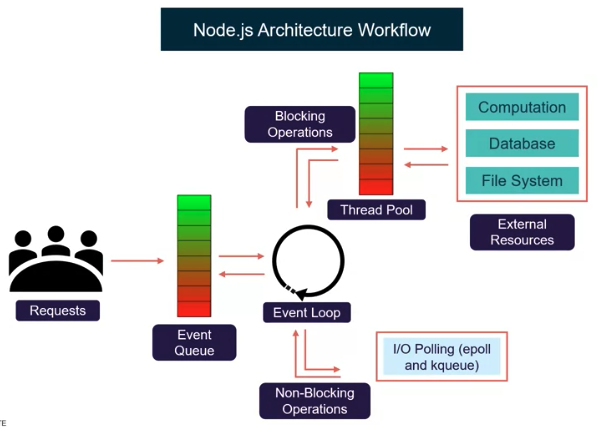 Node.js Architecture Workflow
Blocking
Operations
Computation
Database
File System
Thread Pool
External
Resources
Requests
Event Loop
Event
Queue
I/O Polling (epoll
and kqueue)
Non-Blocking
Operations
TE